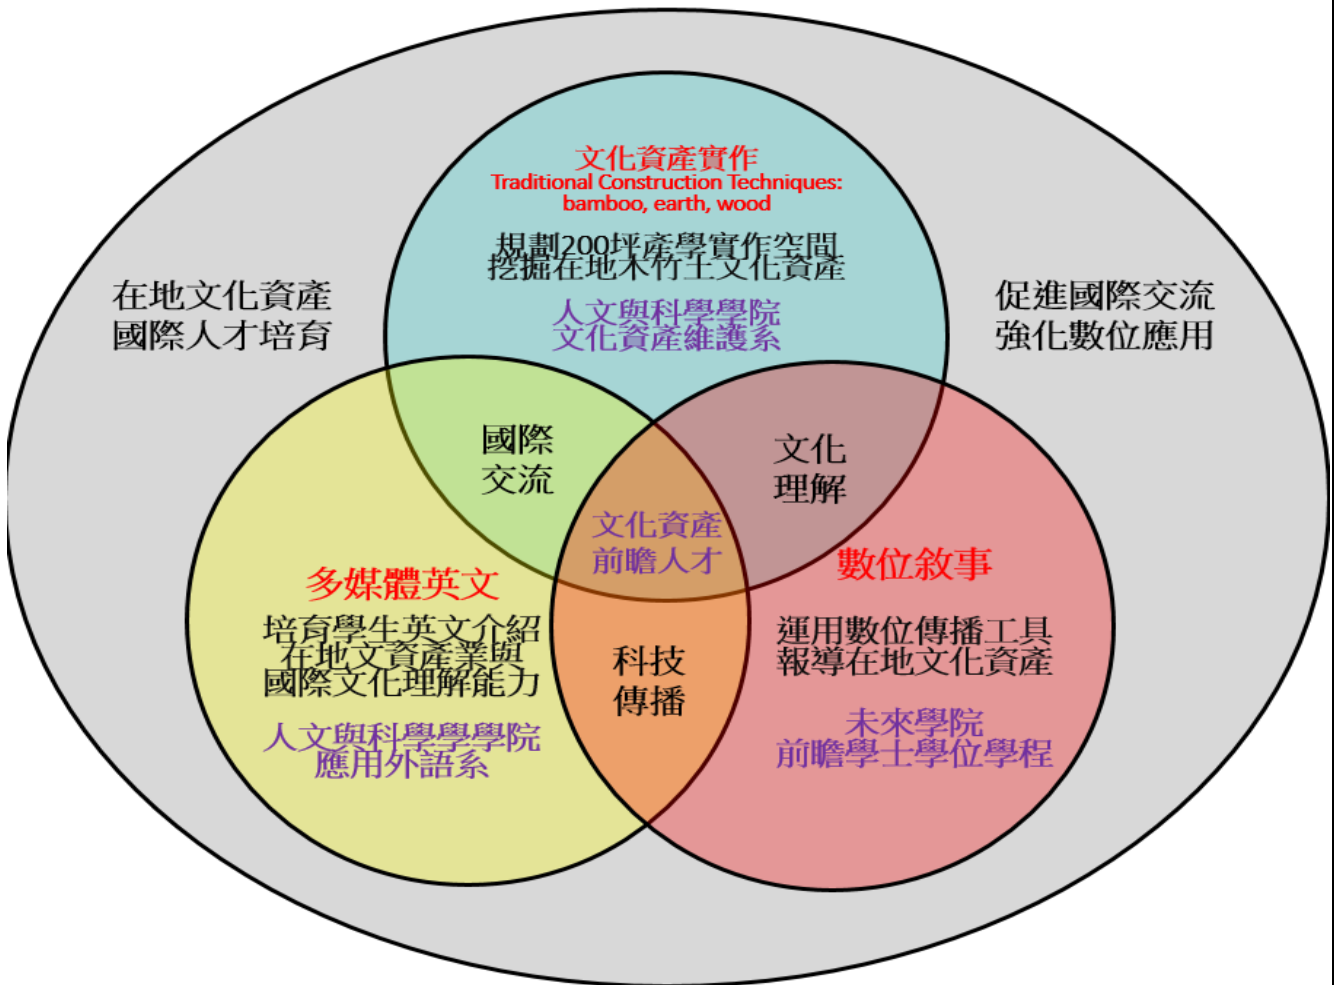 文化資產實作
Traditional Construction Techniques:
bamboo, earth, wood
規劃200坪產學實作空間
挖掘在地木竹土文化資產
人文與科學學院
文化資產維護系
在地文化資產
國際人才培育
促進國際交流
強化數位應用
國際
交流
文化
理解
文化資產
前瞻人才
多媒體英文
培育學生英文介紹
在地文資產業與
國際文化理解能力
人文與科學學院
應用外語系
科技
傳播
數位敘事
運用數位傳播工具
報導在地文化資產
未來學院
前瞻學士學位學程